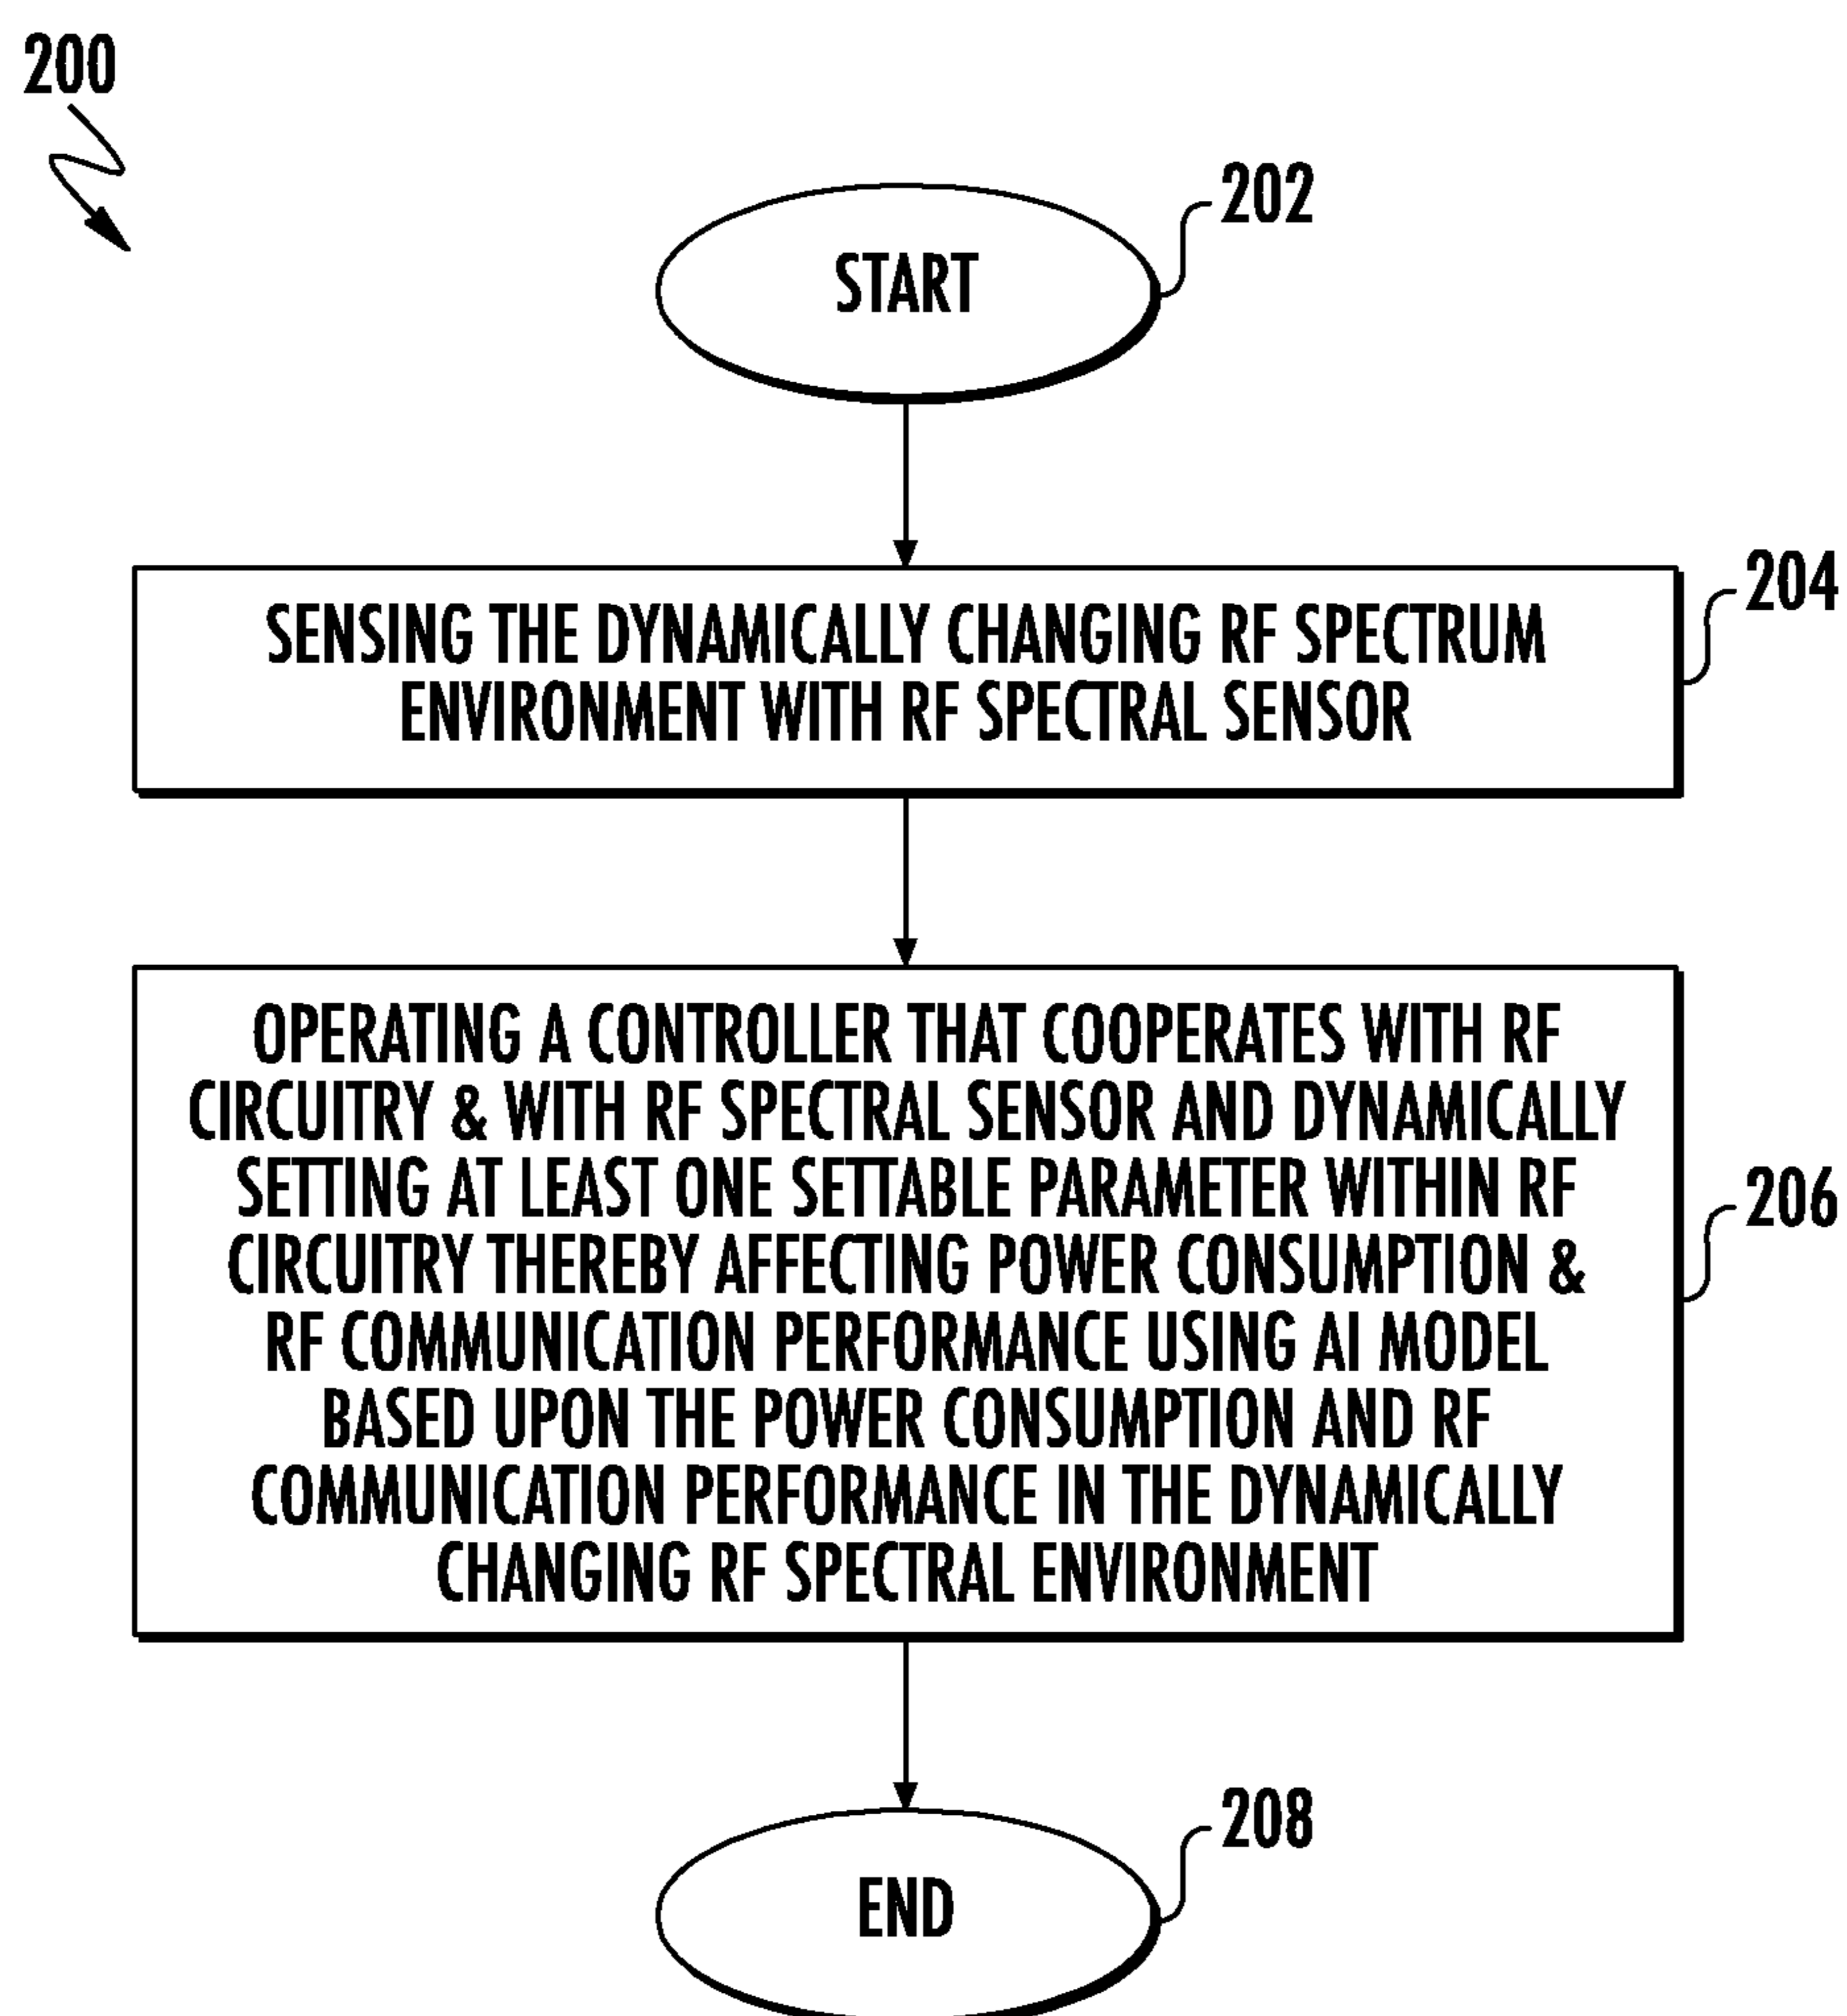 200
202
START
204
SENSING THE DYNAMICALLY CHANGING RF SPECTRUM
ENVIRONMENT WITH RF SPECTRAL SENSOR
OPERATING A CONTROLLER THAT COOPERATES WITH RF
CIRCUITRY & WITH RF SPECTRAL SENSOR AND DYNAMICALLY
SETTING AT LEAST ONE SETTABLE PARAMETER WITHIN RF
CIRCUITRY THEREBY AFFECTING POWER CONSUMPTION &
RF COMMUNICATION PERFORMANCE USING AI MODEL
BASED UPON THE POWER CONSUMPTION AND RF
COMMUNICATION PERFORMANCE IN THE DYNAMICALLY
CHANGING RF SPECTRAL ENVIRONMENT
206
208
END